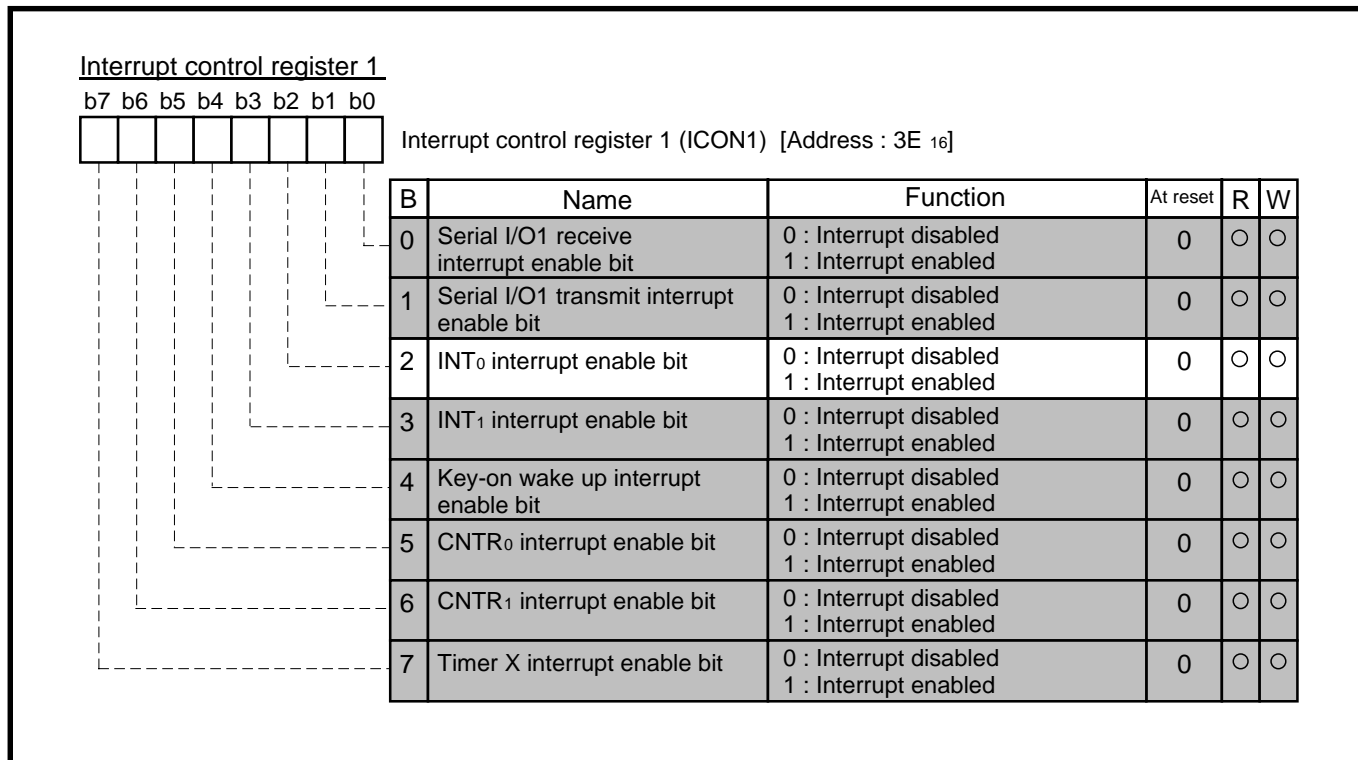 Interrupt control register 1
b7 b6 b5 b4 b3 b2 b1 b0
Interrupt control register 1 (ICON1) [Address : 3E 16]
B Name Function At reset R W
0 Serial I/O1 receive interrupt enable bit 0 : Interrupt disabled 1 : Interrupt enabled 0 ○ ○
1 Serial I/O1 transmit interrupt enable bit 0 : Interrupt disabled 1 : Interrupt enabled 0 ○ ○
2 INT0 interrupt enable bit 0 : Interrupt disabled 1 : Interrupt enabled 0 ○ ○
3 INT1 interrupt enable bit 0 : Interrupt disabled 1 : Interrupt enabled 0 ○ ○
4 Key-on wake up interrupt enable bit 0 : Interrupt disabled 1 : Interrupt enabled 0 ○ ○
5 CNTR0 interrupt enable bit 0 : Interrupt disabled 1 : Interrupt enabled 0 ○ ○
6 CNTR1 interrupt enable bit 0 : Interrupt disabled 1 : Interrupt enabled 0 ○ ○
7 Timer X interrupt enable bit 0 : Interrupt disabled 1 : Interrupt enabled 0 ○ ○